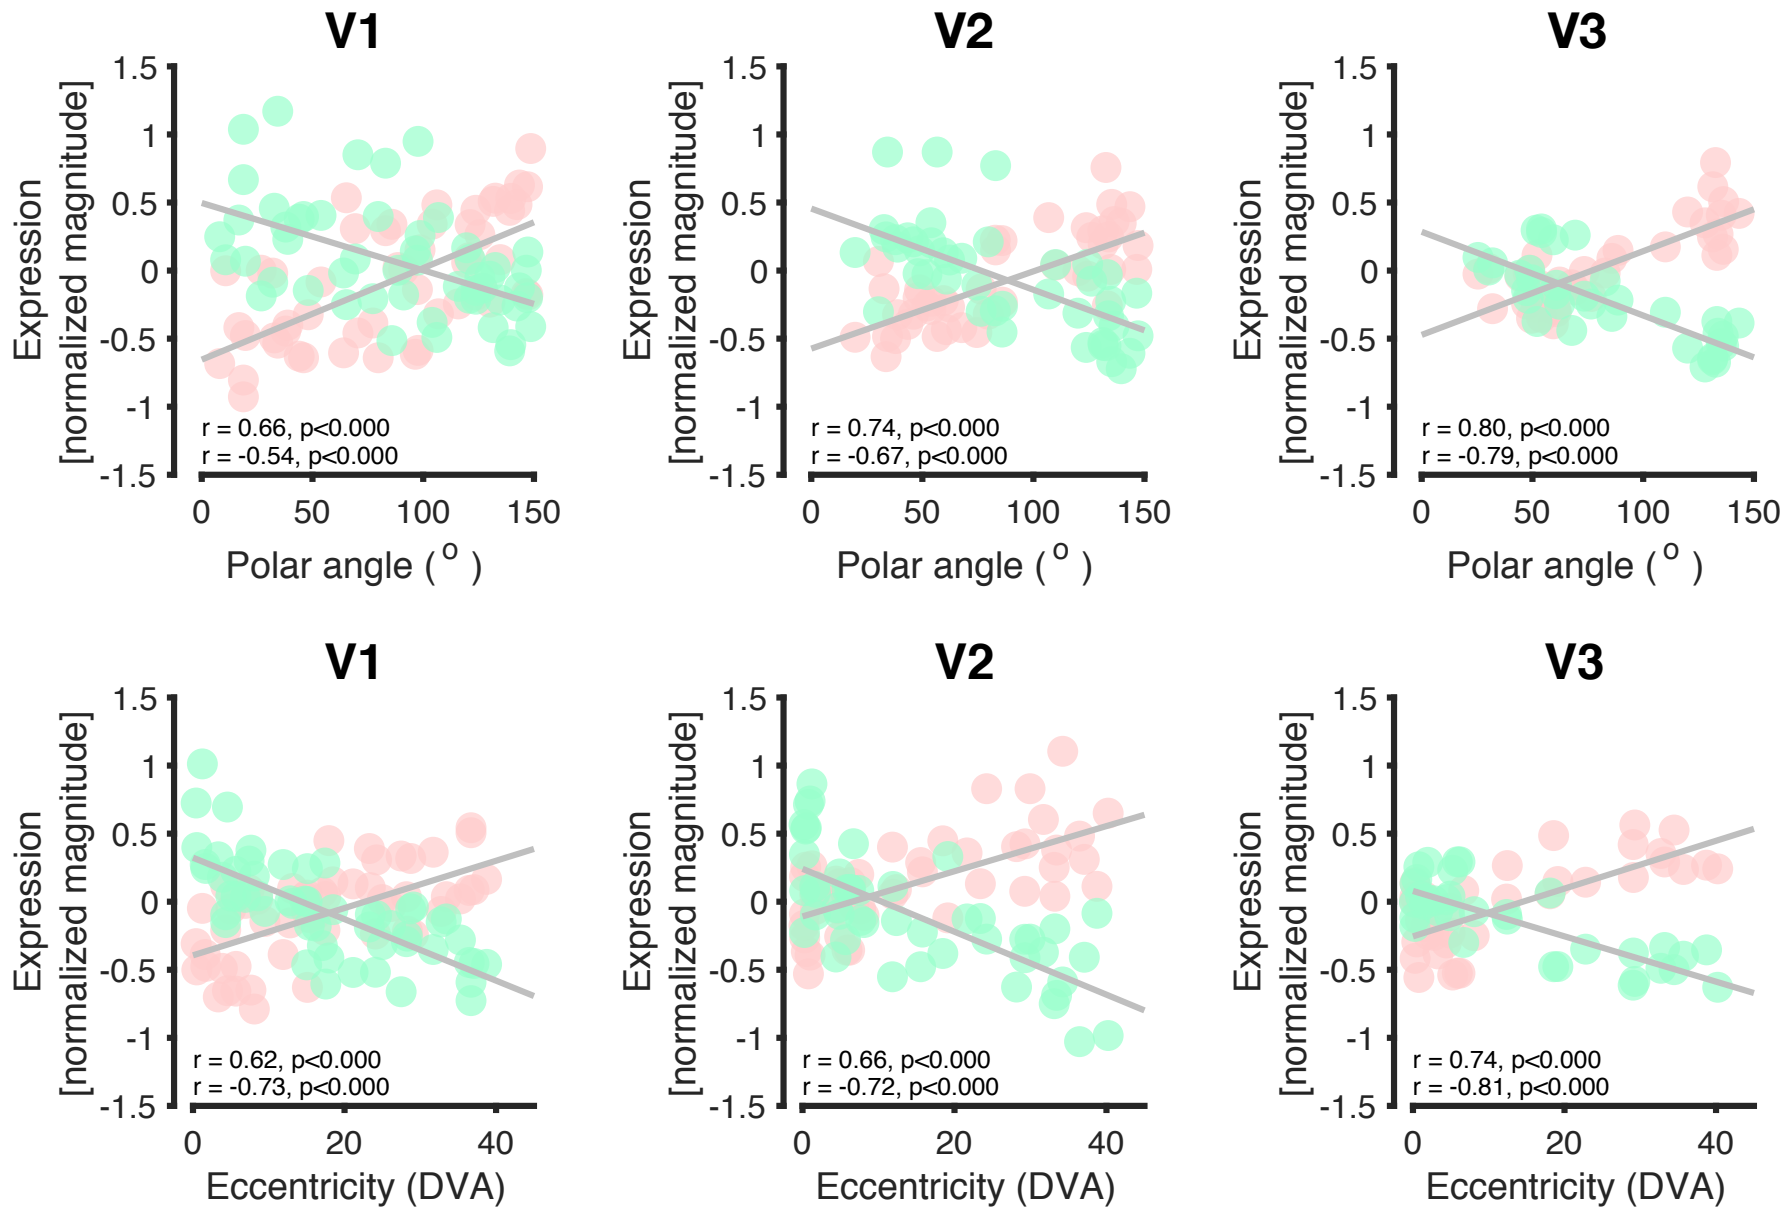 V1
1.5
1
0.5
0
-0.5
-1
-1.5
Expression
[normalized magnitude]
r = 0.66, p<0.000
r = -0.54, p<0.000
0 50 100 150
Polar angle ( o )
V2
1.5
1
0.5
0
-0.5
-1
-1.5
Expression
[normalized magnitude]
r = 0.74, p<0.000
r = -0.67, p<0.000
0 50 100 150
Polar angle ( o )
V3
1.5
1
0.5
0
-0.5
-1
-1.5
Expression
[normalized magnitude]
r = 0.80, p<0.000
r = -0.79, p<0.000
0 50 100 150
Polar angle ( o )
V1
1.5
1
0.5
0
-0.5
-1
-1.5
Expression
[normalized magnitude]
r = 0.62, p<0.000
r = -0.73, p<0.000
0 20 40
Eccentricity (DVA)
V2
1.5
1
0.5
0
-0.5
-1
-1.5
Expression
[normalized magnitude]
r = 0.66, p<0.000
r = -0.72, p<0.000
0 20 40
Eccentricity (DVA)
V3
1.5
1
0.5
0
-0.5
-1
-1.5
Expression
[normalized magnitude]
r = 0.74, p<0.000
r = -0.81, p<0.000
0 20 40
Eccentricity (DVA)